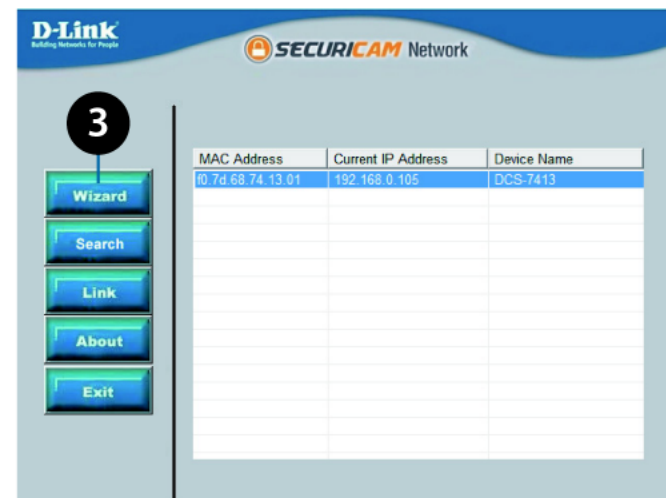 D-Link
Building Networks for People
SECURICAM Network
3
Wizard
Search
Link
About
Exit
MAC Address Current IP Address Device Name
f0.7d.68.74.13.01 192.168.0.105 DCS-7413